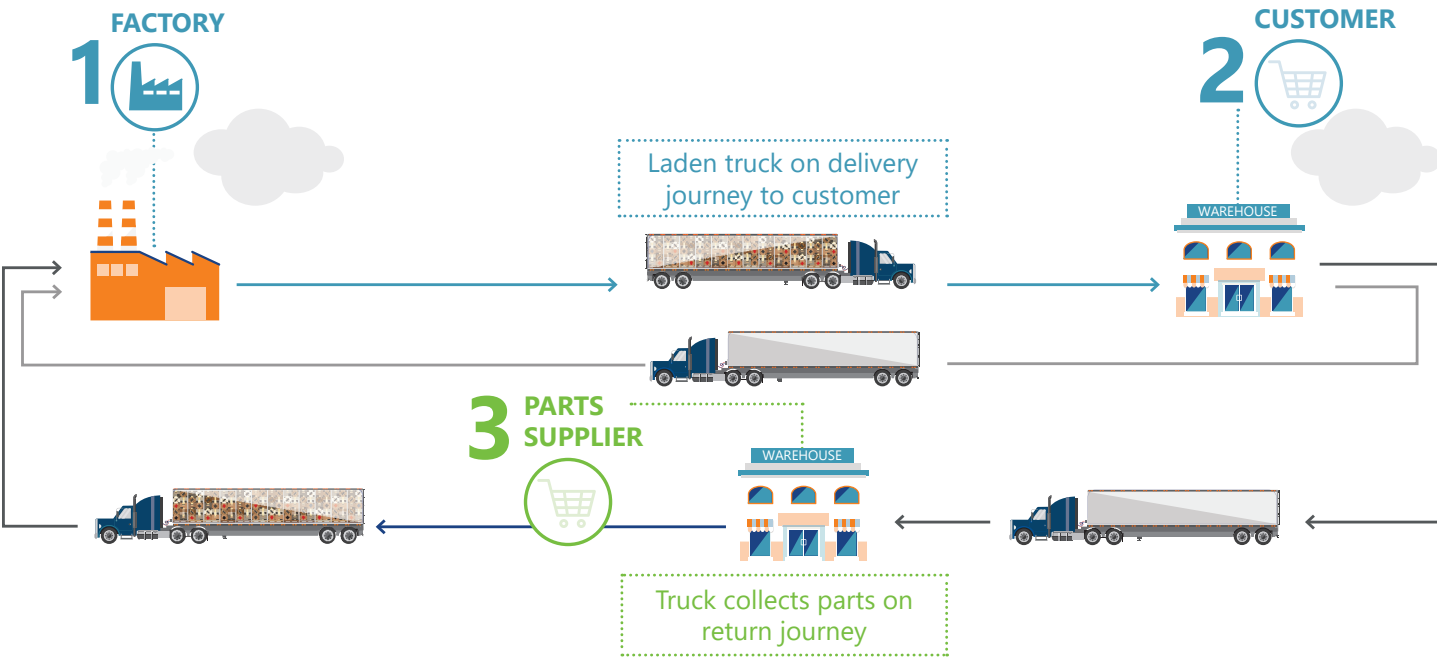 FACTORY
1
CUSTOMER
2
Laden truck on delivery
journey to customer
WAREHOUSE
3
PARTS
SUPPLIER
WAREHOUSE
Truck collects parts on
return journey